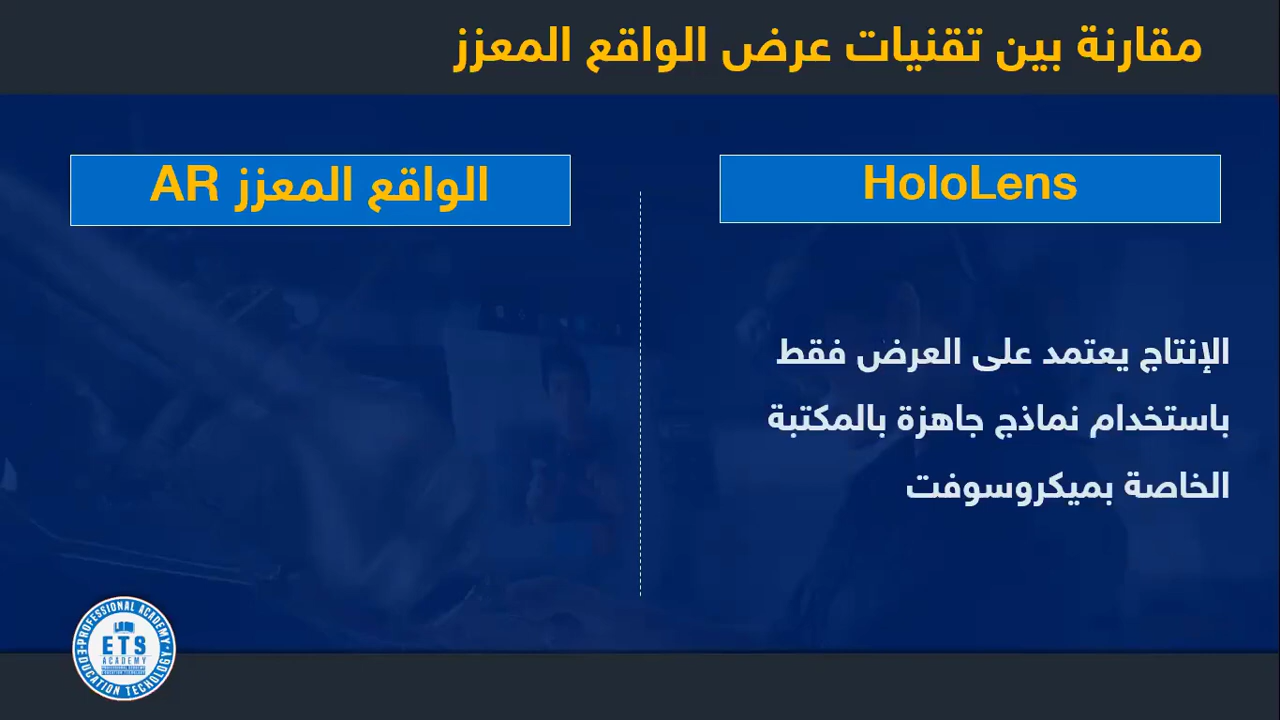 مقارنة بين تقنيات عرض الواقع المعزز
HoloLens
الإنتاج يعتمد على العرض فقط
باستخدام نماذج جاهزة بالمكتبة
الخاصة بميكروسوفت
الواقع المعزز AR
E-PROFESSIONAL ACADEMY
ETS
ACADEMY
EDUCATION TECHOLOGY